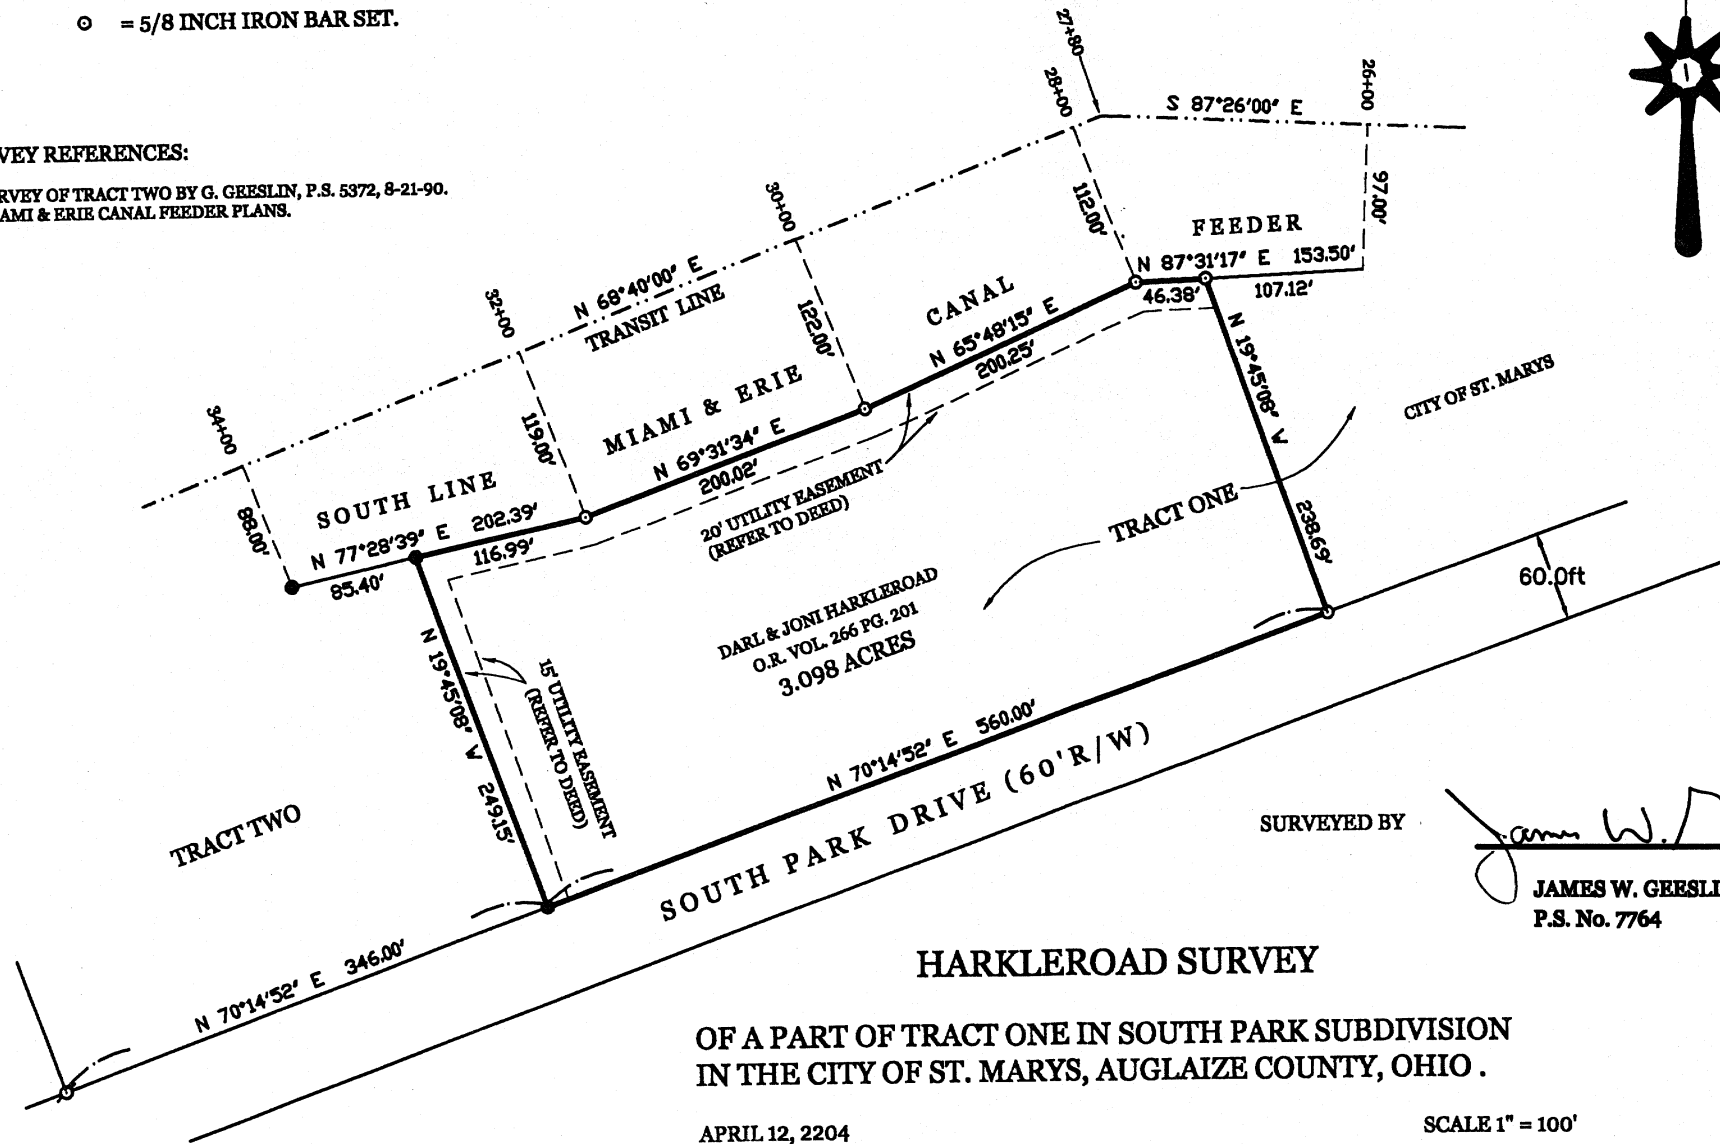 = 5/8 INCH IRON BAR SET.
VEY REFERENCES:
RVEY OF TRACT TWO BY G. GEESLIN, P.S. 5372, 8-21-90.
AMI & ERIE CANAL FEEDER PLANS.
27+80
28+00
26+00
S 87°26'00" E
97.00'
112.00'
30+00
FEEDER
N 87°31'17" E 153.50'
46.38'
107.12'
32+00
N 68°40'00" E
TRANSIT LINE
122.00'
CANAL
N 65°48'15" E
200.25'
N 19°45'08" W
238.69'
CITY OF ST. MARYS
34+00
119.00'
MIAMI & ERIE
N 69°31'34" E
200.02'
20' UTILITY EASEMENT
(REFER TO DEED)
TRACT ONE
88.00'
SOUTH LINE
N 77°28'39" E 202.39'
85.40'
116.99'
60.0ft
DARL & JONI HARKLEROAD
O.R. VOL. 266 PG. 201
3.098 ACRES
N 19°45'08" W 249.15'
15' UTILITY EASEMENT
(REFER TO DEED)
N 70°14'52" E 560.00'
SOUTH PARK DRIVE (60'R/W)
TRACT TWO
N 70°14'52" E 346.00'
SURVEYED BY
James W.
JAMES W. GEESLI
P.S. No. 7764
HARKLEROAD SURVEY
OF A PART OF TRACT ONE IN SOUTH PARK SUBDIVISION
IN THE CITY OF ST. MARYS, AUGLAIZE COUNTY, OHIO .
APRIL 12, 2204
SCALE 1" = 100'